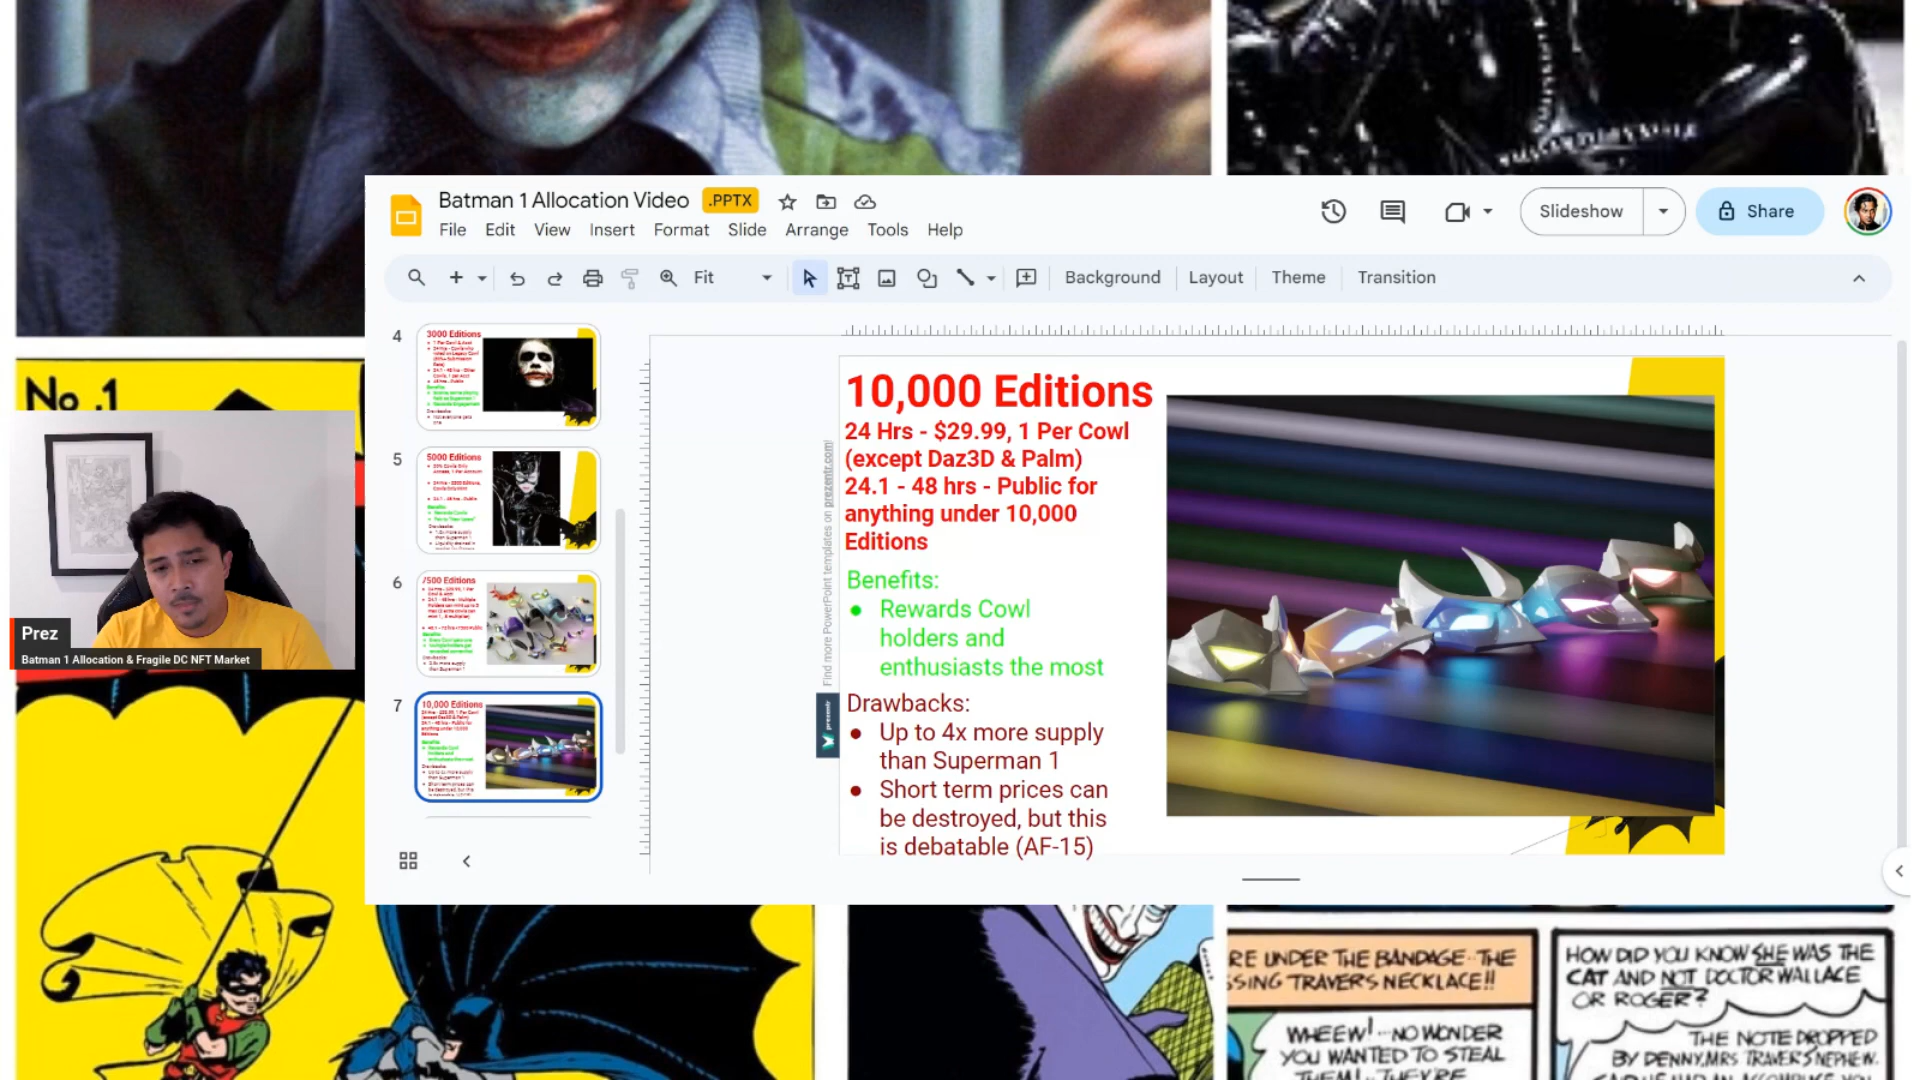 Batman 1 Allocation Video .PPTX
File Edit View Insert Format Slide Arrange Tools Help
Slideshow
Share
Fit
Background Layout Theme Transition
4
3000 Editions
5
5000 Editions
6
7500 Editions
7
10,000 Editions
10,000 Editions
24 Hrs - $29.99, 1 Per Cowl
(except Daz3D & Palm)
24.1 - 48 hrs - Public for
anything under 10,000
Editions
Benefits:
● Rewards Cowl
holders and
enthusiasts the most
Drawbacks:
● Up to 4x more supply
than Superman 1
● Short term prices can
be destroyed, but this
is debatable (AF-15)
Find more PowerPoint templates on prezentr.com!
prezentr
No.1
Prez
Batman 1 Allocation & Fragile DC NFT Market
RE UNDER THE BANDAGE--THE
SSING TRAVERS NECKLACE!!
WHEEW!--NO WONDER
YOU WANTED TO STEAL
THEM! THEY'RE
HOW DID YOU KNOW SHE WAS THE
CAT AND NOT DOCTOR WALLACE
OR ROGER?
THE NOTE DROPPED
BY DENNY, MRS TRAVERS NEPHEW.